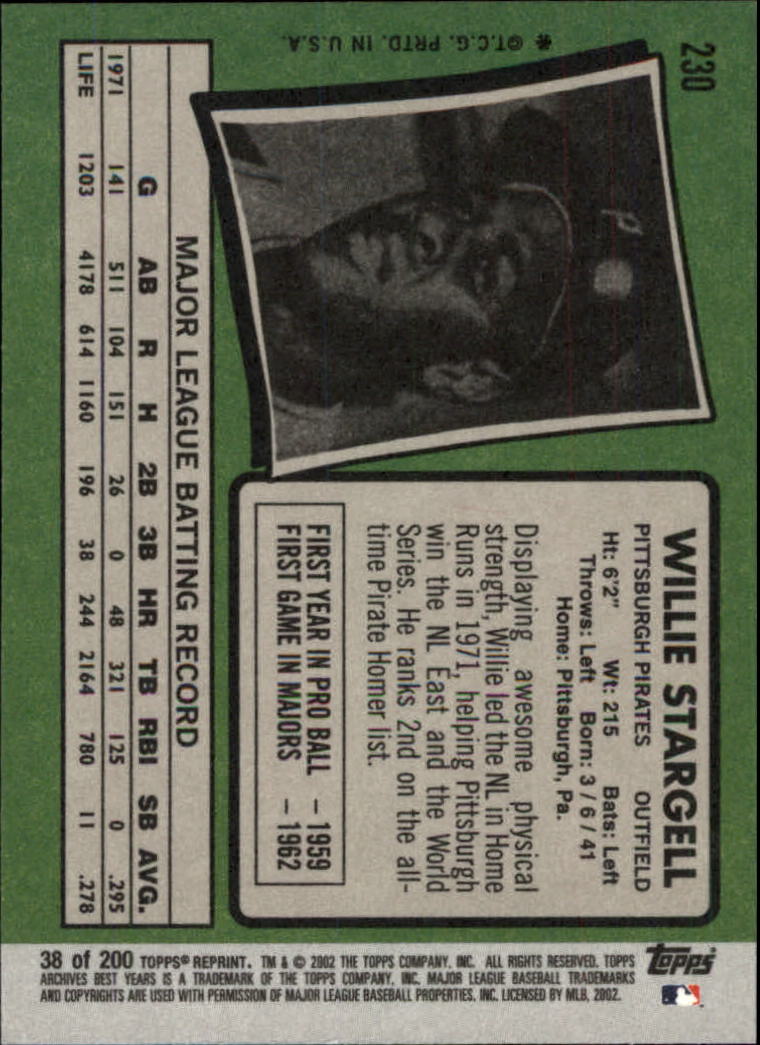 230
* ©T.C.G. PRTD. IN U.S.A.
P
WILLIE STARGELL
PITTSBURGH PIRATES OUTFIELD
Ht: 6'2" Wt: 215 Bats: Left
Throws: Left Born: 3 / 6 / 41
Home: Pittsburgh, Pa.
Displaying awesome physical
strength, Willie led the NL in Home
Runs in 1971, helping Pittsburgh
win the NL East and the World
Series. He ranks 2nd on the all-
time Pirate Homer list.
FIRST YEAR IN PRO BALL – 1959
FIRST GAME IN MAJORS – 1962
MAJOR LEAGUE BATTING RECORD
G AB R H 2B 3B HR TB RBI SB AVG.
1971 141 511 104 151 26 0 48 321 125 0 .295
LIFE 1203 4178 614 1160 196 38 244 2164 780 11 .278
38 of 200 TOPPS® REPRINT. TM & © 2002 THE TOPPS COMPANY, INC. ALL RIGHTS RESERVED. TOPPS
ARCHIVES BEST YEARS IS A TRADEMARK OF THE TOPPS COMPANY, INC. MAJOR LEAGUE BASEBALL TRADEMARKS
AND COPYRIGHTS ARE USED WITH PERMISSION OF MAJOR LEAGUE BASEBALL PROPERTIES, INC. LICENSED BY MLB, 2002.
Topps